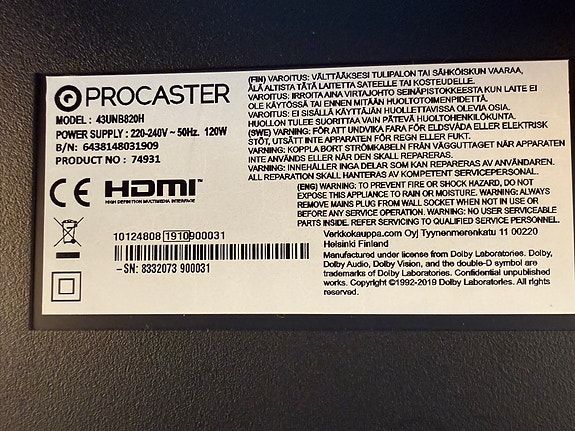 PROCASTER
MODEL : 43UNB820H
POWER SUPPLY : 220-240V ~ 50Hz. 120W
B/N: 6438148031909
PRODUCT NO : 74931
CE HDMI™
HIGH DEFINITION MULTIMEDIA INTERFACE
10124808 1910900031
-SN: 8332073 900031
(FIN) VAROITUS: VÄLTTÄÄKSESI TULIPALON TAI SÄHKÖISKUN VAARAA,
ÄLÄ ALTISTA TÄTÄ LAITETTA SATEELLE TAI KOSTEUDELLE.
VAROITUS: IRROITA AINA VIRTAJOHTO SEINÄPISTOKKEESTA KUN LAITE EI
OLE KÄYTÖSSÄ TAI ENNEN MITÄÄN HUOLTOTOIMENPIDETTÄ.
VAROITUS: EI SISÄLLÄ KÄYTTÄJÄN HUOLLETTAVISSA OLEVIA OSIA.
HUOLLON TULEE SUORITTAA VAIN PÄTEVÄ HUOLTOHENKILÖKUNTA.
(SWE) VARNING: FÖR ATT UNDVIKA FARA FÖR ELDSVÅDA ELLER ELEKTRISK
STÖT, UTSÄTT INTE APPARATEN FÖR REGN ELLER FUKT.
VARNING: KOPPLA BORT STRÖMKABELN FRÅN VÄGGUTTAGET NÄR APPARATEN
INTE ANVÄNDS OCH NÄR DEN SKALL REPARERAS.
VARNING: INGA INRE DELAR SOM KAN REPARERAS AV ANVÄNDAREN.
ALL REPARATION SKALL HANTERAS AV KOMPETENT SERVICEPERSONAL.
(ENG) WARNING: TO PREVENT FIRE OR SHOCK HAZARD, DO NOT
EXPOSE THIS APPLIANCE TO RAIN OR MOISTURE. WARNING: ALWAYS
REMOVE MAINS PLUG FROM WALL SOCKET WHEN NOT IN USE OR
BEFORE ANY SERVICE OPERATION. WARNING: NO USER SERVICEABLE
PARTS INSIDE. REFER SERVICING TO QUALIFIED SERVICE PERSONNEL.
Verkkokauppa.com Oyj Tyynenmerenkatu 11 00220
Helsinki Finland
Manufactured under license from Dolby Laboratories. Dolby,
Dolby Audio, Dolby Vision, and the double-D symbol are
trademarks of Dolby Laboratories. Confidential unpublished
works. Copyright ©1992-2019 Dolby Laboratories. All rights
reserved.